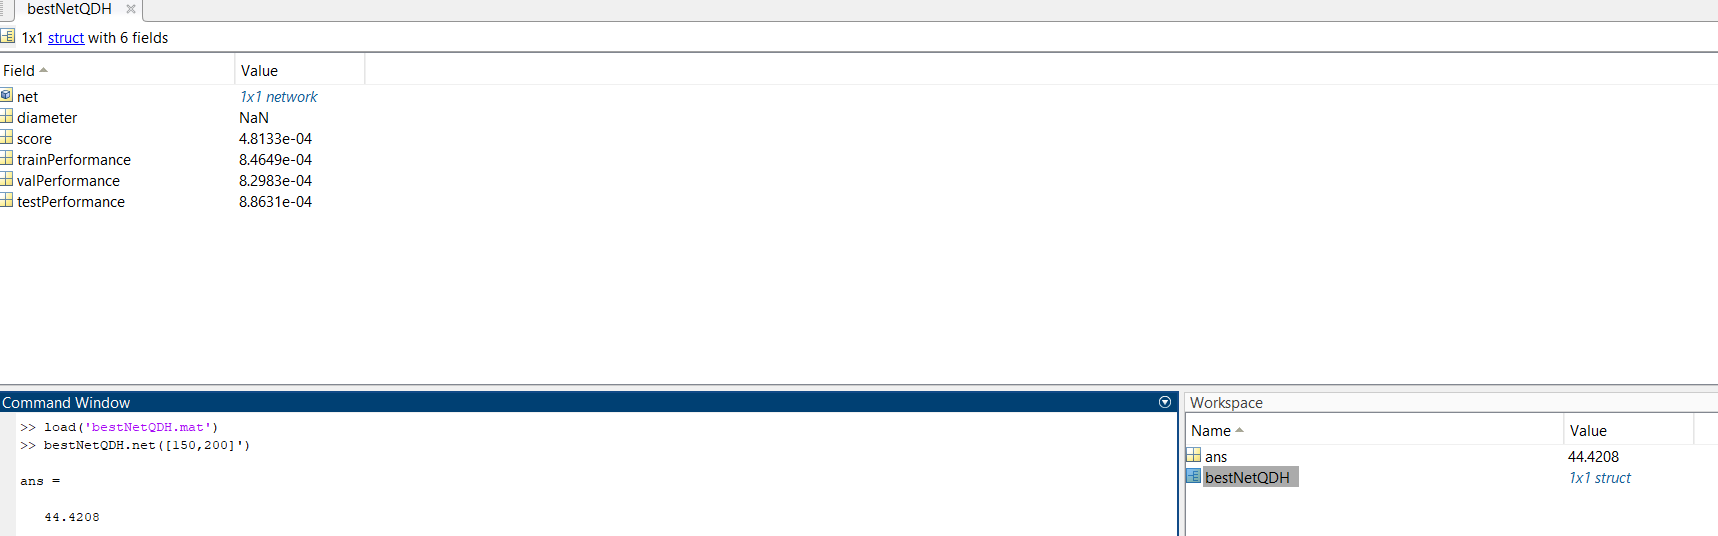 bestNetQDH
1x1 struct with 6 fields
Field Value
net 1x1 network
diameter NaN
score 4.8133e-04
trainPerformance 8.4649e-04
valPerformance 8.2983e-04
testPerformance 8.8631e-04
Command Window
>> load('bestNetQDH.mat')
>> bestNetQDH.net([150,200]')
ans =
44.4208
Workspace
Name Value
ans 44.4208
bestNetQDH 1x1 struct